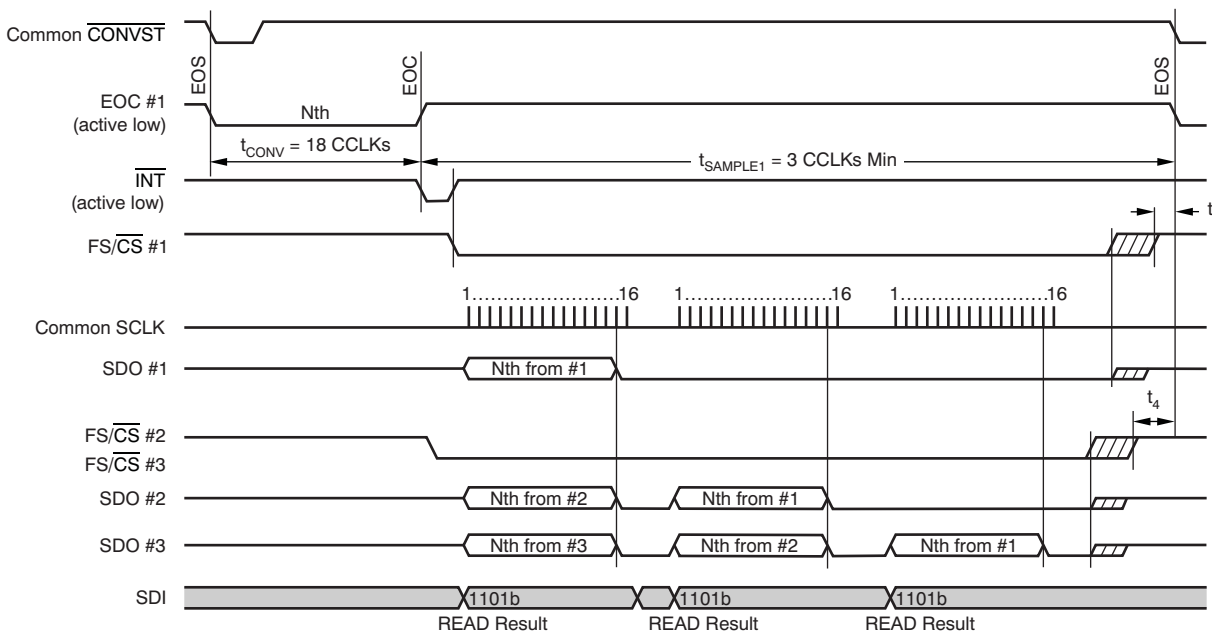 Common CONVST
EOS
EOC
EOS
EOC #1
(active low)
Nth
tCONV = 18 CCLKs
tSAMPLE1 = 3 CCLKs Min
INT
(active low)
t
FS/CS #1
1.......................16
1.......................16
1.......................16
Common SCLK
SDO #1
Nth from #1
t4
FS/CS #2
FS/CS #3
SDO #2
Nth from #2
Nth from #1
SDO #3
Nth from #3
Nth from #2
Nth from #1
SDI
1101b
1101b
1101b
READ Result
READ Result
READ Result